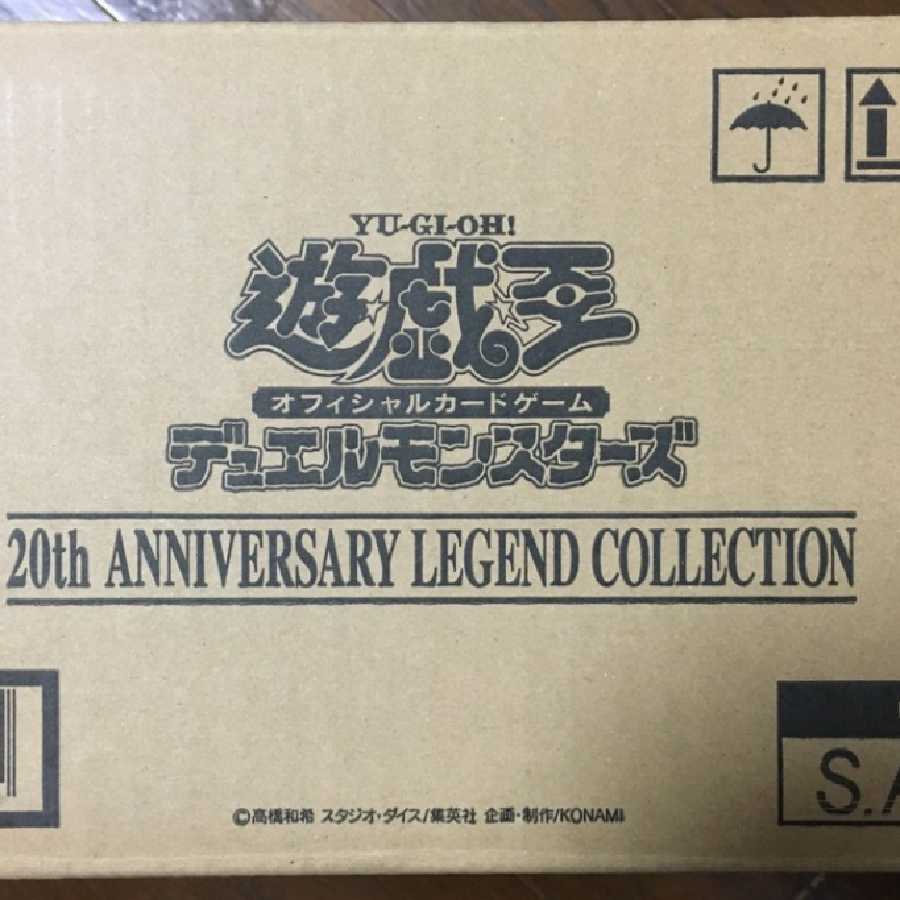 YU-GI-OH!
遊戯王
オフィシャルカードゲーム
デュエルモンスターズ
20th ANNIVERSARY LEGEND COLLECTION
S.A
©高橋和希 スタジオ・ダイス/集英社 企画・制作/KONAMI